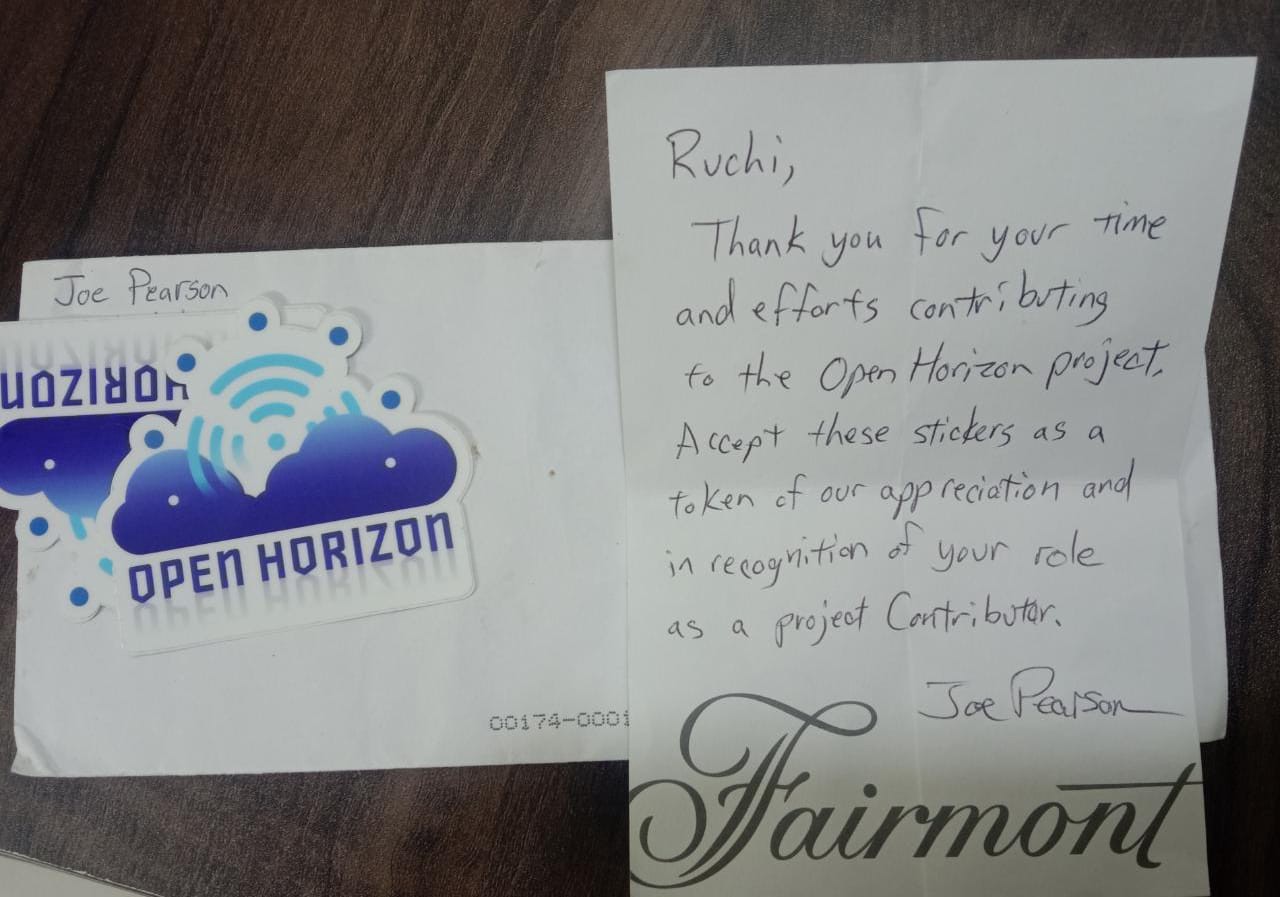 Joe Pearson
HORIZON
OPEN HORIZON
00174-0001
Ruchi,
Thank you for your time
and efforts contributing
to the Open Horizon project.
Accept these stickers as a
token of our appreciation and
in recognition of your role
as a project Contributor.
Joe Pearson
Fairmont